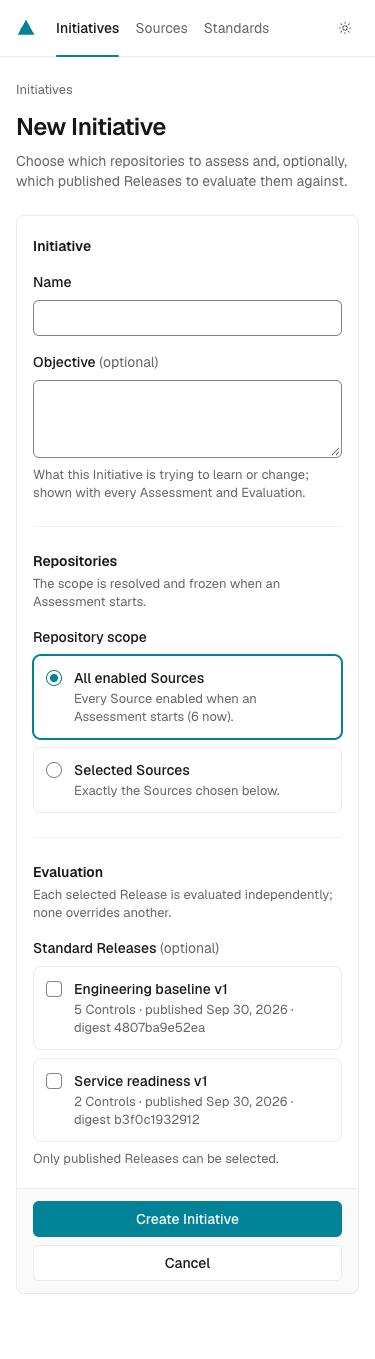 Initiatives
Sources
Standards
Initiatives
New Initiative
Choose which repositories to assess and, optionally,
which published Releases to evaluate them against.
Initiative
Name
Objective (optional)
What this Initiative is trying to learn or change;
shown with every Assessment and Evaluation.
Repositories
The scope is resolved and frozen when an
Assessment starts.
Repository scope
All enabled Sources
Every Source enabled when an
Assessment starts (6 now).
Selected Sources
Exactly the Sources chosen below.
Evaluation
Each selected Release is evaluated independently;
none overrides another.
Standard Releases (optional)
Engineering baseline v1
5 Controls · published Sep 30, 2026 ·
digest 4807ba9e52ea
Service readiness v1
2 Controls · published Sep 30, 2026 ·
digest b3f0c1932912
Only published Releases can be selected.
Create Initiative
Cancel